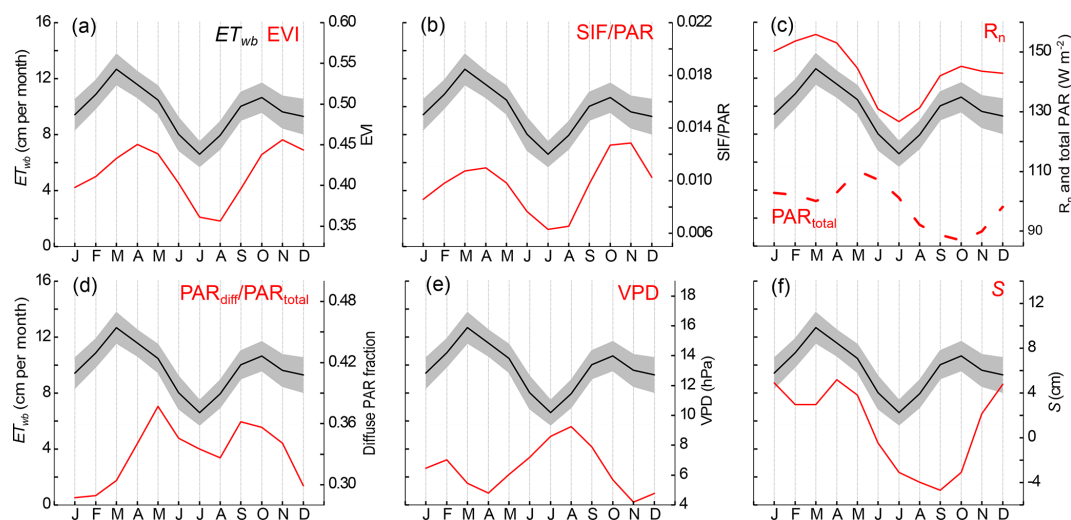 (a) ET_wb EVI
ET_wb (cm per month)
16
12
8
4
0
0.60
0.55
0.50
0.45
0.40
0.35
EVI
J F M A M J J A S O N D
(b) SIF/PAR
0.022
0.018
0.014
0.010
0.006
SIF/PAR
J F M A M J J A S O N D
(c) Rn
PARtotal
150
130
110
90
Rn and total PAR (W m⁻²)
J F M A M J J A S O N D
(d) PARdiff/PARtotal
ET_wb (cm per month)
16
12
8
4
0
0.48
0.42
0.36
0.30
Diffuse PAR fraction
J F M A M J J A S O N D
(e) VPD
18
16
14
12
10
8
6
4
VPD (hPa)
J F M A M J J A S O N D
(f) S
12
8
4
0
-4
S (cm)
J F M A M J J A S O N D